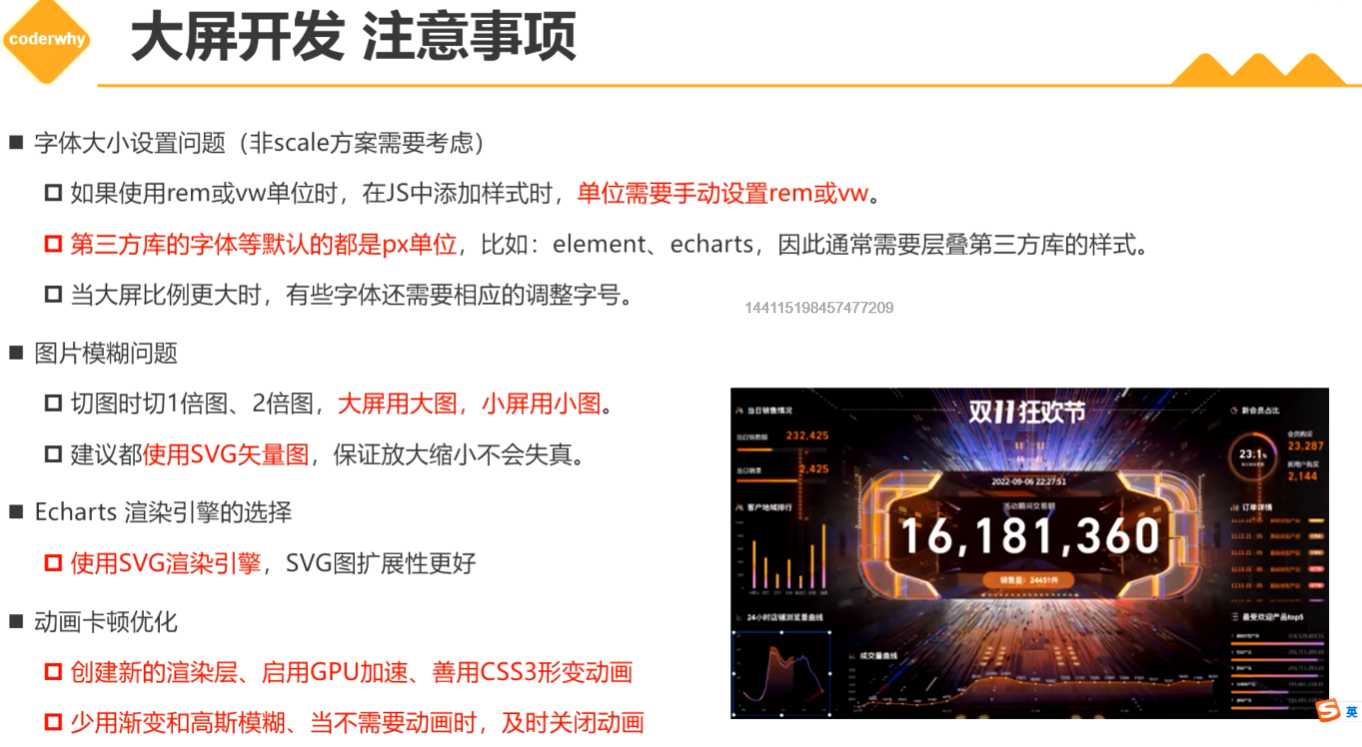 coderwhy
大屏开发 注意事项
字体大小设置问题（非scale方案需要考虑）
如果使用rem或vw单位时，在JS中添加样式时，单位需要手动设置rem或vw。
第三方库的字体等默认的都是px单位，比如：element、echarts，因此通常需要层叠第三方库的样式。
当大屏比例更大时，有些字体还需要相应的调整字号。
144115198457477209
图片模糊问题
切图时切1倍图、2倍图，大屏用大图，小屏用小图。
建议都使用SVG矢量图，保证放大缩小不会失真。
Echarts 渲染引擎的选择
使用SVG渲染引擎，SVG图扩展性更好
动画卡顿优化
创建新的渲染层、启用GPU加速、善用CSS3形变动画
少用渐变和高斯模糊、当不需要动画时，及时关闭动画
双11狂欢节
当日销售情况
当日销售额
232,425
当日销量
2,425
客户地域排行
24小时店铺浏览量曲线
2022-09-06 22:27:51
活动期间交易额
16,181,360
销售量：24451件
成交量曲线
新会员占比
23.1%
会员购买
23,287
新用户购买
2,144
订单详情
最受欢迎产品top5
英